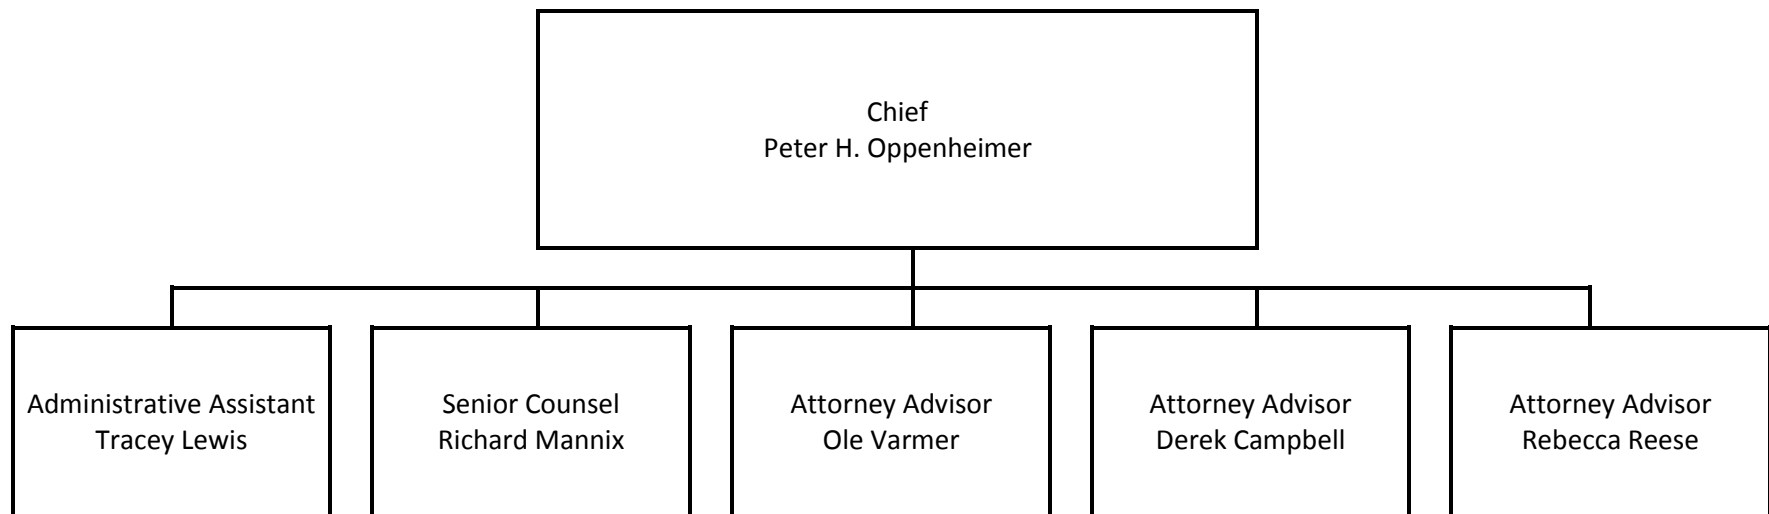 Chief
Peter H. Oppenheimer
Administrative Assistant
Tracey Lewis
Senior Counsel
Richard Mannix
Attorney Advisor
Ole Varmer
Attorney Advisor
Derek Campbell
Attorney Advisor
Rebecca Reese